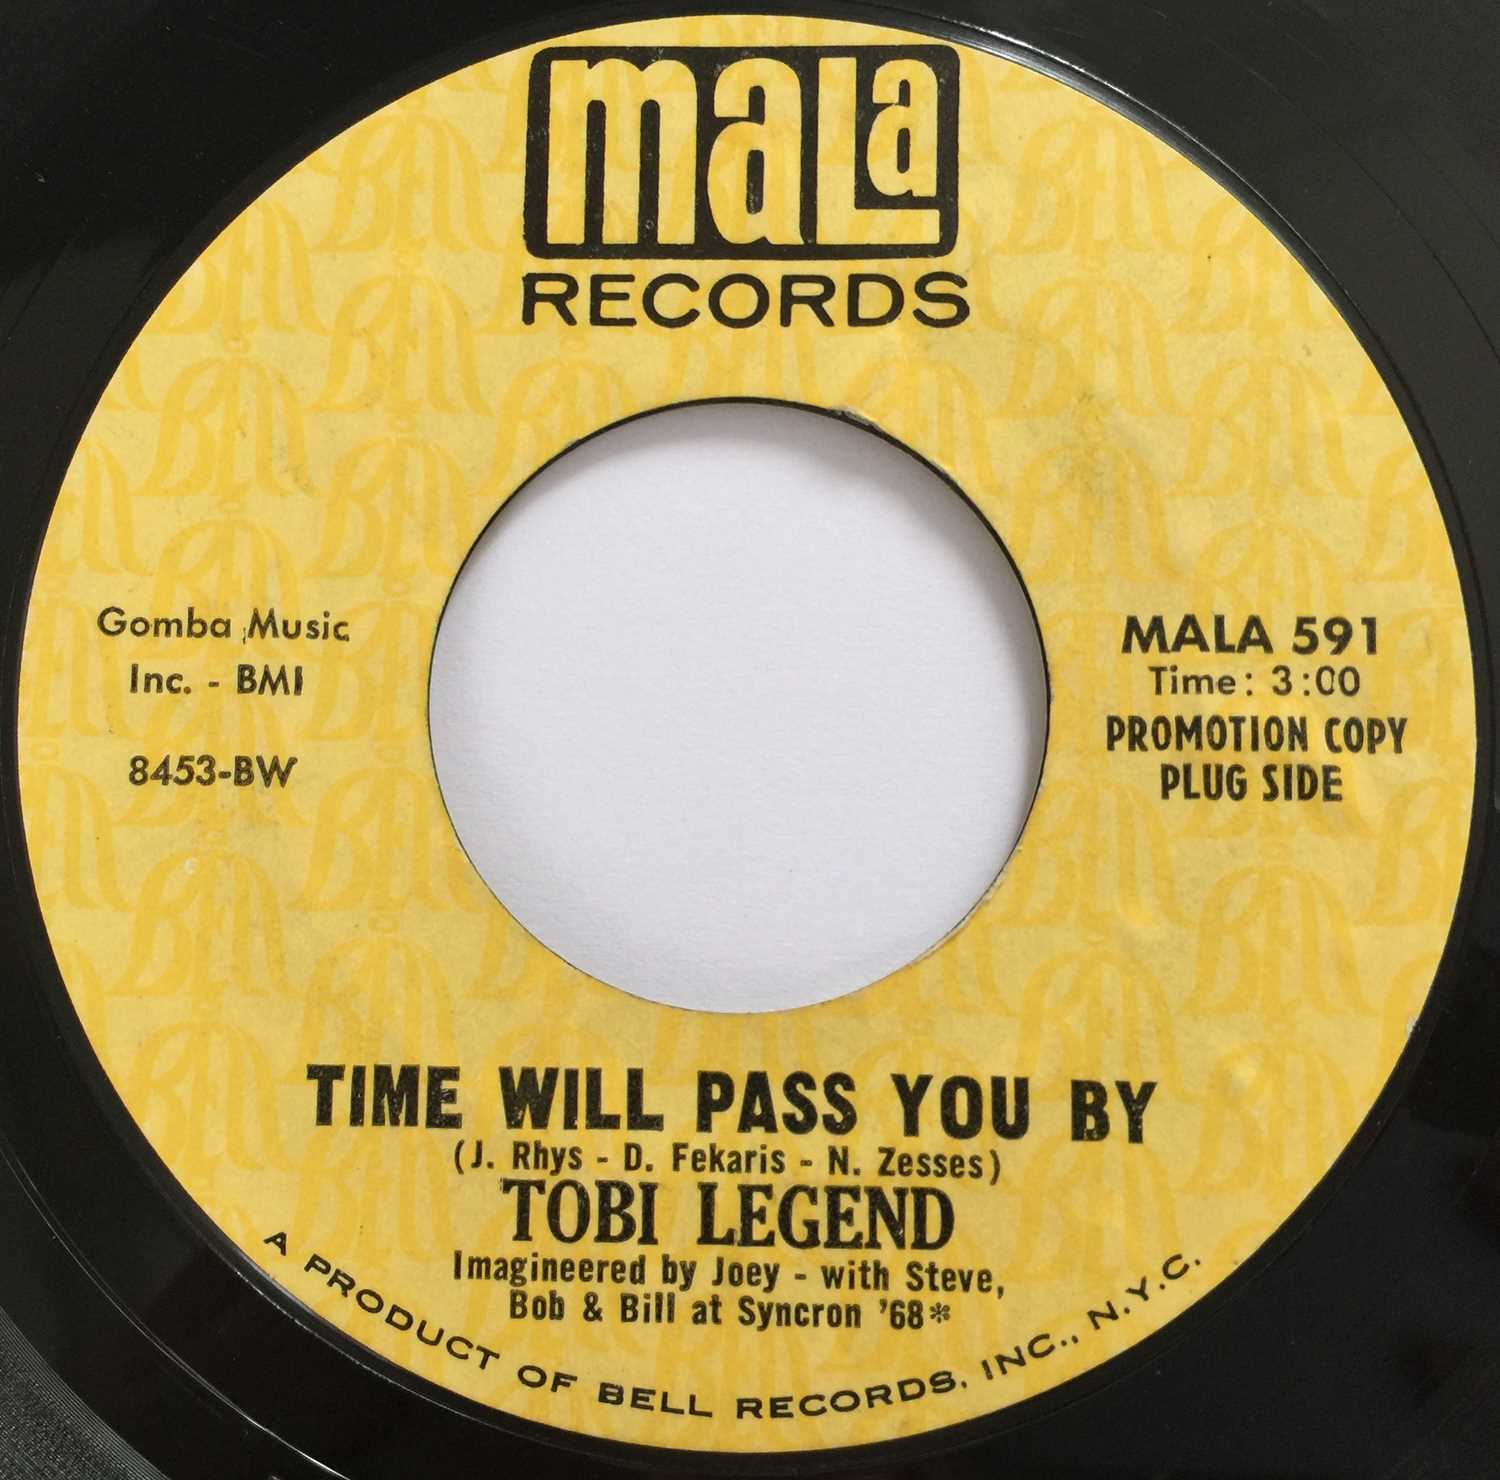 mala
RECORDS
Gomba Music
Inc. - BMI
8453-BW
MALA 591
Time: 3:00
PROMOTION COPY
PLUG SIDE
TIME WILL PASS YOU BY
(J. Rhys - D. Fekaris - N. Zesses)
TOBI LEGEND
Imagineered by Joey - with Steve,
Bob & Bill at Syncron '68*
A PRODUCT OF BELL RECORDS, INC., N.Y.C.